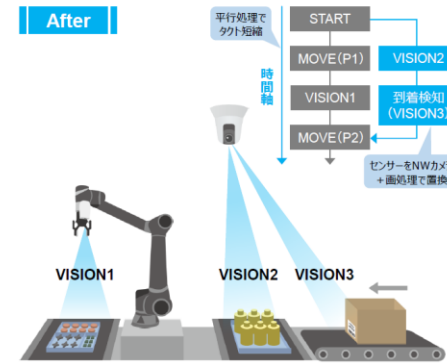 After
平行処理で
タクト短縮
時間軸
START
MOVE(P1)
VISION2
VISION1
到着検知
(VISION3)
MOVE(P2)
センサーをNWカメラ
+画処理で置換
VISION1
VISION2
VISION3